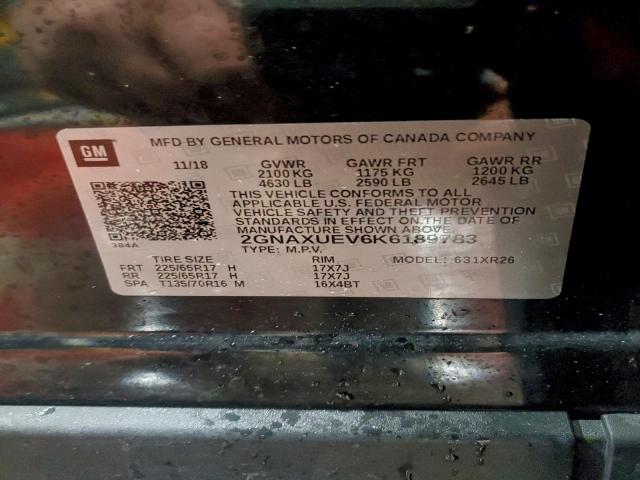 GM
MFD BY GENERAL MOTORS OF CANADA COMPANY
11/18 GVWR GAWR FRT GAWR RR
2100 KG 1175 KG 1200 KG
4630 LB 2590 LB 2645 LB
THIS VEHICLE CONFORMS TO ALL
APPLICABLE U.S. FEDERAL MOTOR
VEHICLE SAFETY AND THEFT PREVENTION
STANDARDS IN EFFECT ON THE DATE OF
MANUFACTURE SHOWN ABOVE.
384A
2GNAXUEV6K6189783
TYPE: M.P.V. MODEL: 631XR26
TIRE SIZE RIM
FRT 225/65R17 H 17X7J
RR 225/65R17 H 17X7J
SPA T135/70R16 M 16X4BT